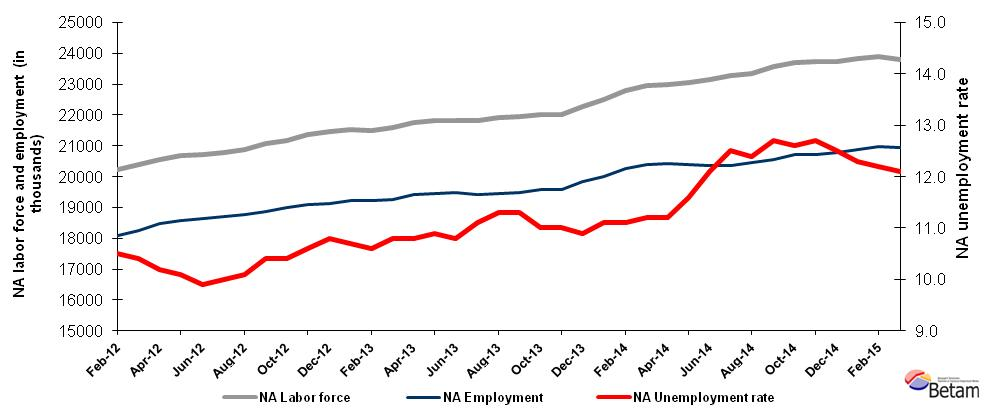 25000
24000
23000
22000
21000
20000
19000
18000
17000
16000
15000
NA labor force and employment (in
thousands)
15.0
14.0
13.0
12.0
11.0
10.0
9.0
NA unemployment rate
Feb-12
Apr-12
Jun-12
Aug-12
Oct-12
Dec-12
Feb-13
Apr-13
Jun-13
Aug-13
Oct-13
Dec-13
Feb-14
Apr-14
Jun-14
Aug-14
Oct-14
Dec-14
Feb-15
NA Labor force
NA Employment
NA Unemployment rate
Betam